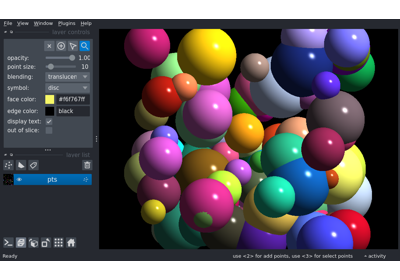 File View Window Plugins Help
layer controls
opacity: 1.00
point size: 10
blending: translucen
symbol: disc
face color: #f6f767ff
edge color: black
display text:
out of slice:
layer list
pts
Ready use <2> for add points, use <3> for select points activity